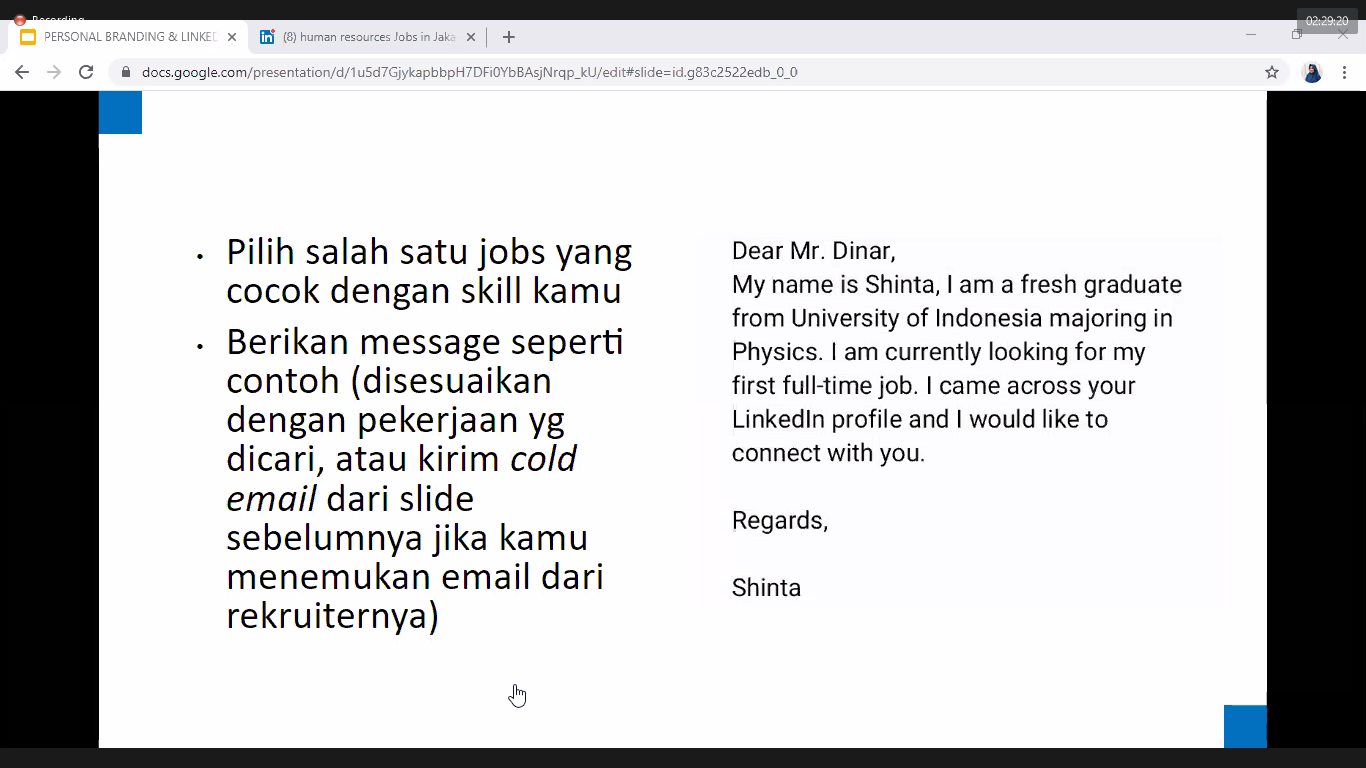 Recording
02:29:20
PERSONAL BRANDING & LINKED
(8) human resources Jobs in Jaka
docs.google.com/presentation/d/1u5d7GjykapbbpH7DFi0YbBAsjNrqp_kU/edit#slide=id.g83c2522edb_0_0
• Pilih salah satu jobs yang
cocok dengan skill kamu
• Berikan message seperti
contoh (disesuaikan
dengan pekerjaan yg
dicari, atau kirim cold
email dari slide
sebelumnya jika kamu
menemukan email dari
rekruiternya)
Dear Mr. Dinar,
My name is Shinta, I am a fresh graduate
from University of Indonesia majoring in
Physics. I am currently looking for my
first full-time job. I came across your
LinkedIn profile and I would like to
connect with you.
Regards,
Shinta